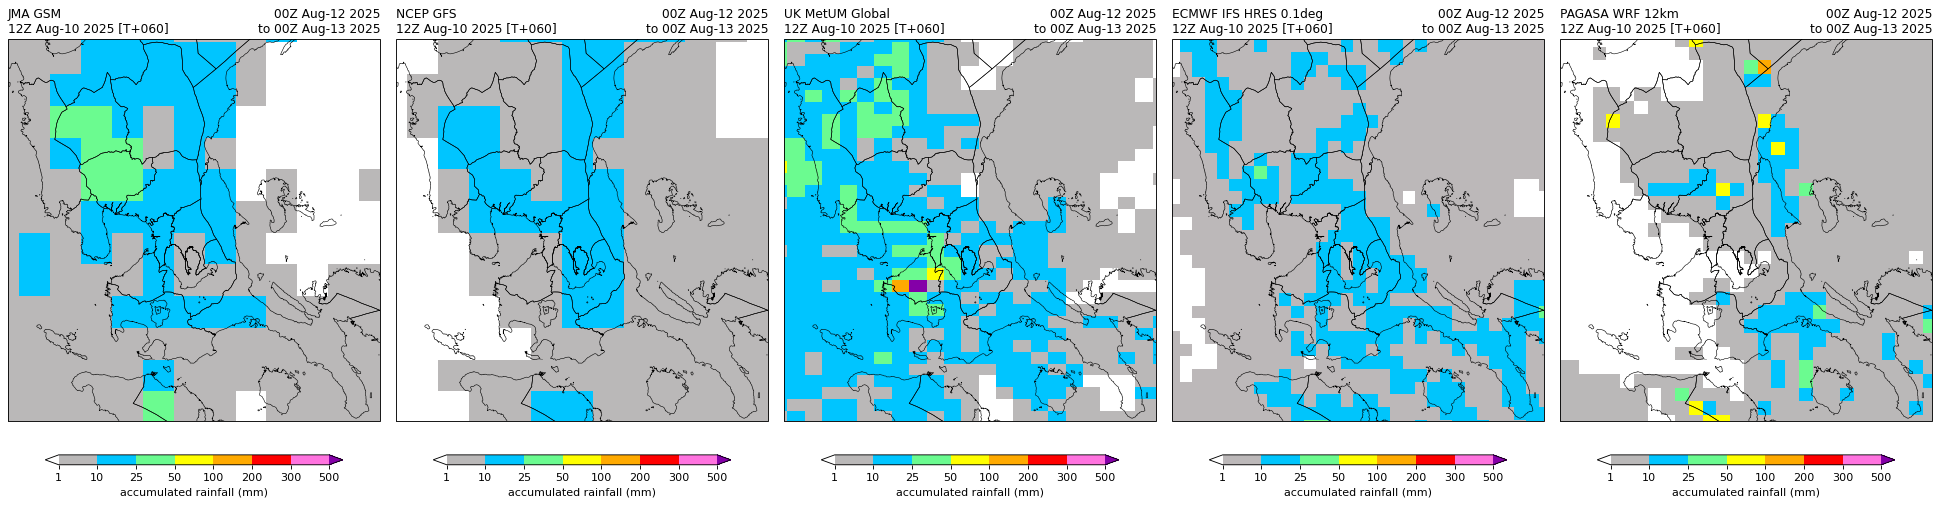 JMA GSM 00Z Aug-12 2025
12Z Aug-10 2025 [T+060] to 00Z Aug-13 2025
NCEP GFS 00Z Aug-12 2025
12Z Aug-10 2025 [T+060] to 00Z Aug-13 2025
UK MetUM Global 00Z Aug-12 2025
12Z Aug-10 2025 [T+060] to 00Z Aug-13 2025
ECMWF IFS HRES 0.1deg 00Z Aug-12 2025
12Z Aug-10 2025 [T+060] to 00Z Aug-13 2025
PAGASA WRF 12km 00Z Aug-12 2025
12Z Aug-10 2025 [T+060] to 00Z Aug-13 2025
1 10 25 50 100 200 300 500
accumulated rainfall (mm)
1 10 25 50 100 200 300 500
accumulated rainfall (mm)
1 10 25 50 100 200 300 500
accumulated rainfall (mm)
1 10 25 50 100 200 300 500
accumulated rainfall (mm)
1 10 25 50 100 200 300 500
accumulated rainfall (mm)